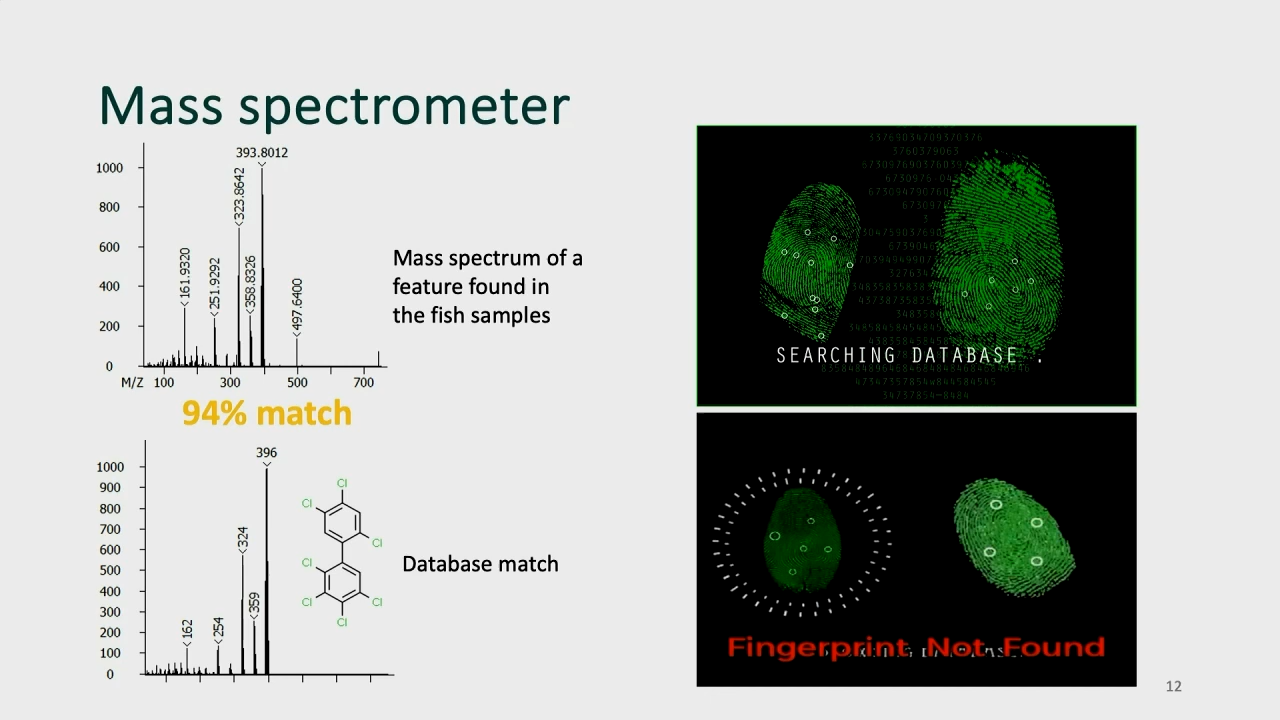 Mass spectrometer
393.8012
1000
800
600
400
200
0
161.9320
251.9292
323.8642
358.8326
497.6400
M/Z 100 300 500 700
Mass spectrum of a
feature found in
the fish samples
94% match
396
1000
900
800
700
600
500
400
300
200
100
0
162
254
324
359
Cl
Cl
Cl
Cl
Cl
Cl
Cl
Database match
SEARCHING DATABASE .
Fingerprint Not Found
12